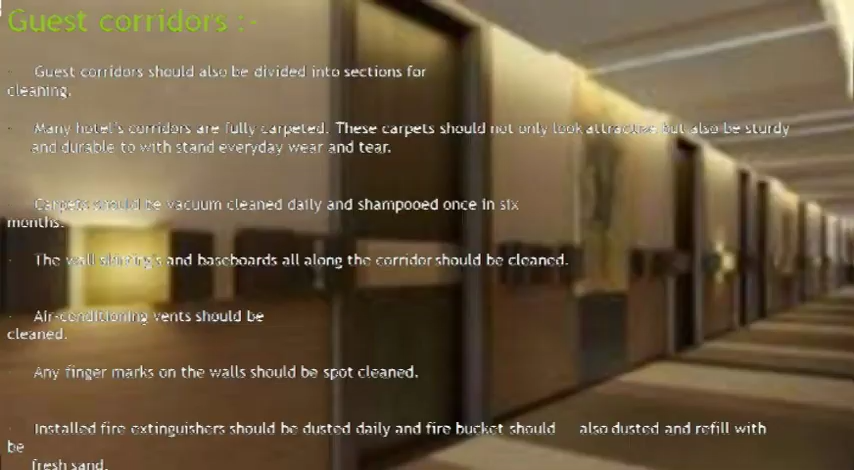 Guest corridors :-
Guest corridors should also be divided into sections for
cleaning.
Many hotel's corridors are fully carpeted. These carpets should not only look attractive but also be sturdy
and durable to with stand everyday wear and tear.
Carpets should be vacuum cleaned daily and shampooed once in six
months.
The wall skirting's and baseboards all along the corridor should be cleaned.
Air-conditioning vents should be
cleaned.
Any finger marks on the walls should be spot cleaned.
Installed fire extinguishers should be dusted daily and fire bucket should also dusted and refill with
be
fresh sand.